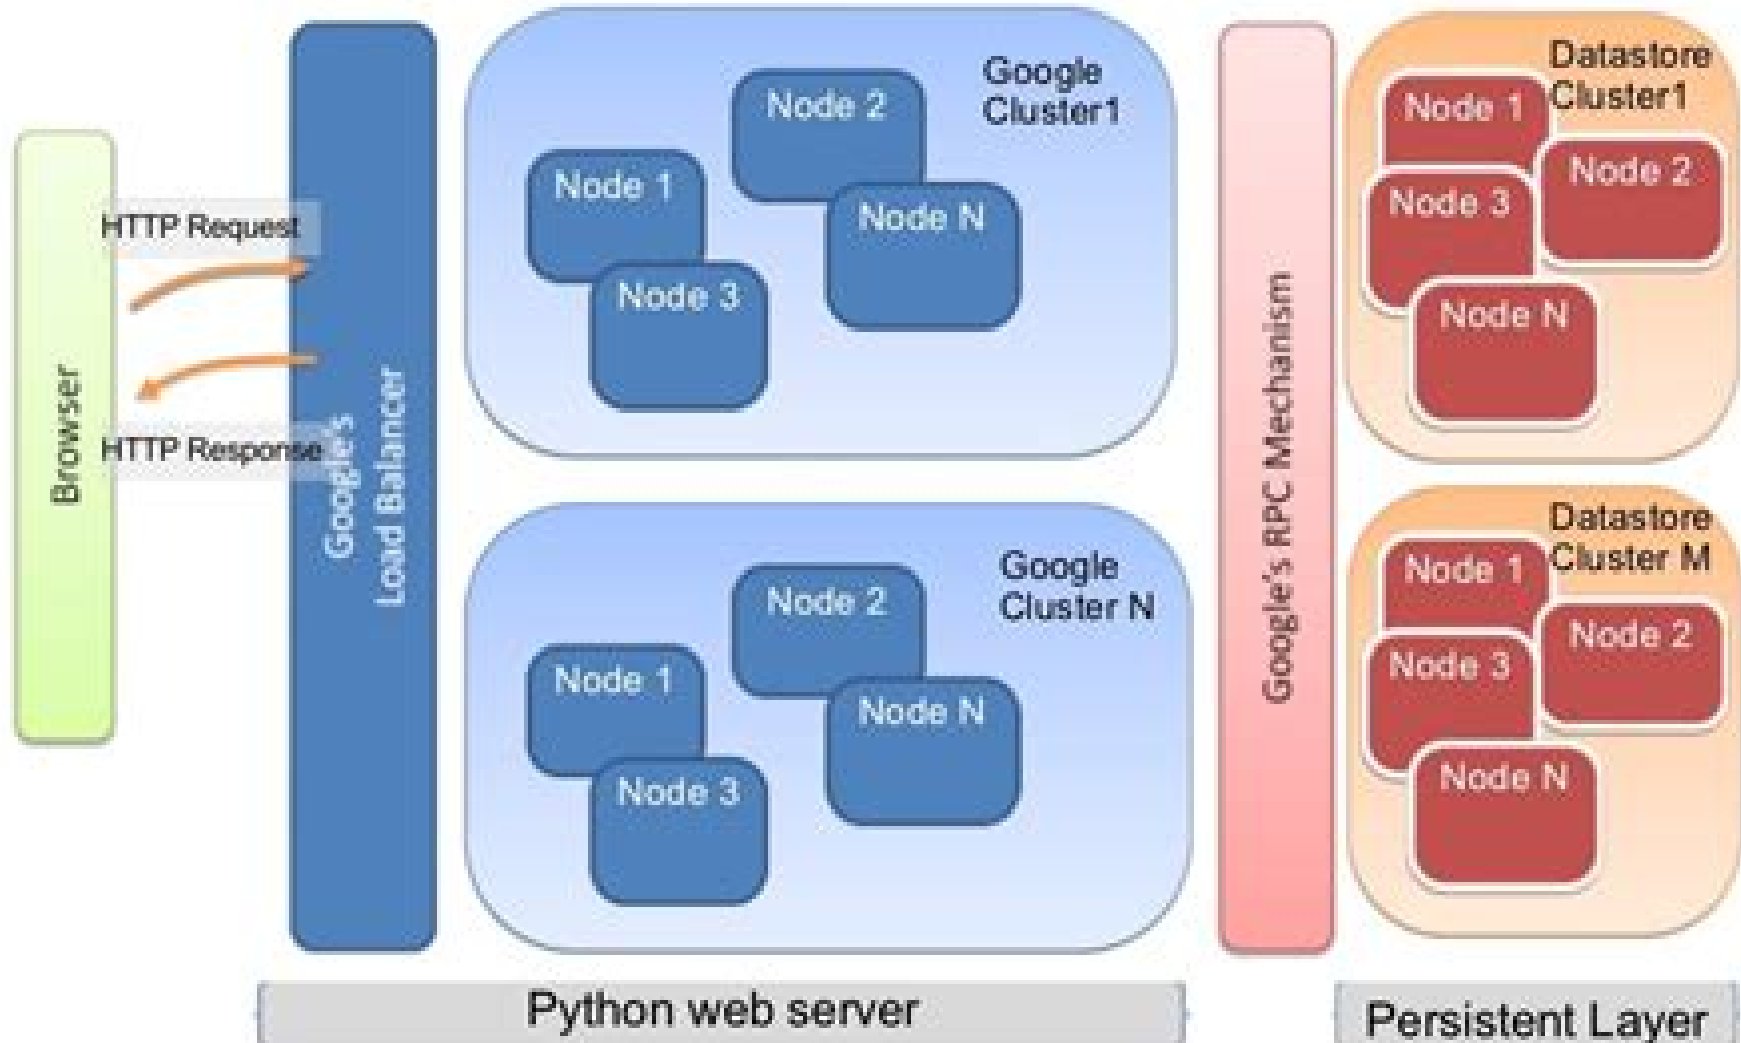 Browser
HTTP Request
HTTP Response
Google's
Load Balancer
Google
Cluster1
Node 1
Node 2
Node 3
Node N
Google
Cluster N
Node 1
Node 2
Node 3
Node N
Google's RPC Mechanism
Datastore
Cluster1
Node 1
Node 2
Node 3
Node N
Datastore
Cluster M
Node 1
Node 2
Node 3
Node N
Python web server
Persistent Layer